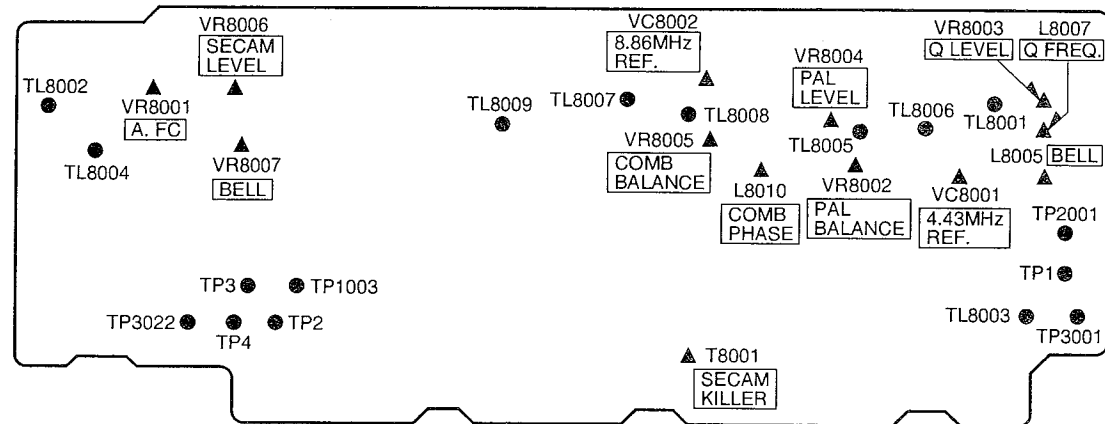 VR8006
SECAM
LEVEL
TL8002
VR8001
A. FC
TL8004
VR8007
BELL
VC8002
8.86MHz
REF.
TL8009
TL8007
TL8008
VR8005
COMB
BALANCE
L8010
COMB
PHASE
VR8004
PAL
LEVEL
TL8005
VR8002
PAL
BALANCE
TL8006
VR8003
Q LEVEL
L8007
Q FREQ.
TL8001
L8005 BELL
VC8001
4.43MHz
REF.
TP2001
TP1
TL8003
TP3001
TP3
TP1003
TP3022
TP4
TP2
T8001
SECAM
KILLER